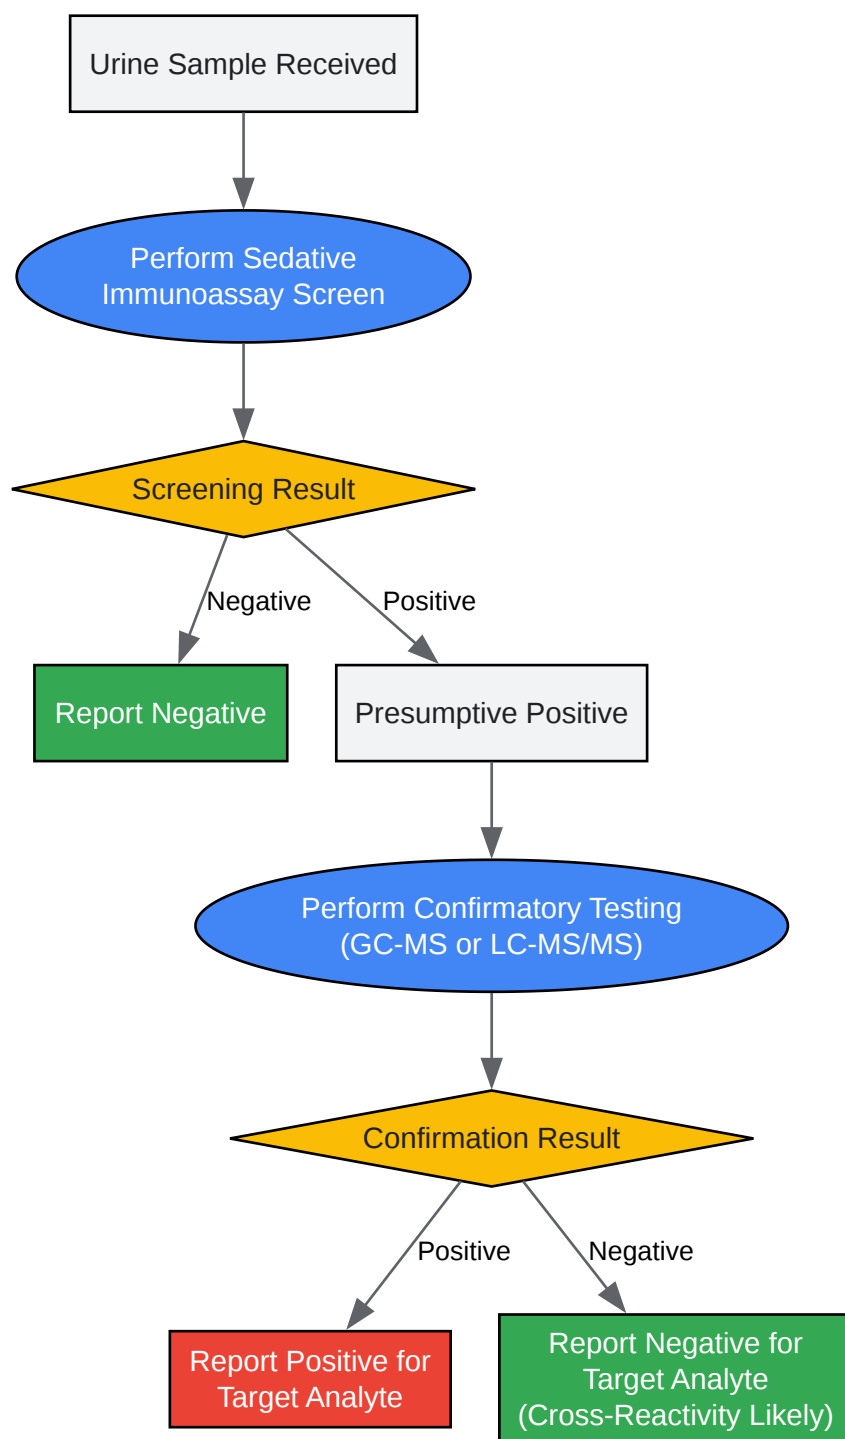 Urine Sample Received
Perform Sedative
Immunoassay Screen
Screening Result
Negative
Positive
Report Negative
Presumptive Positive
Perform Confirmatory Testing
(GC-MS or LC-MS/MS)
Confirmation Result
Positive
Negative
Report Positive for
Target Analyte
Report Negative for
Target Analyte
(Cross-Reactivity Likely)